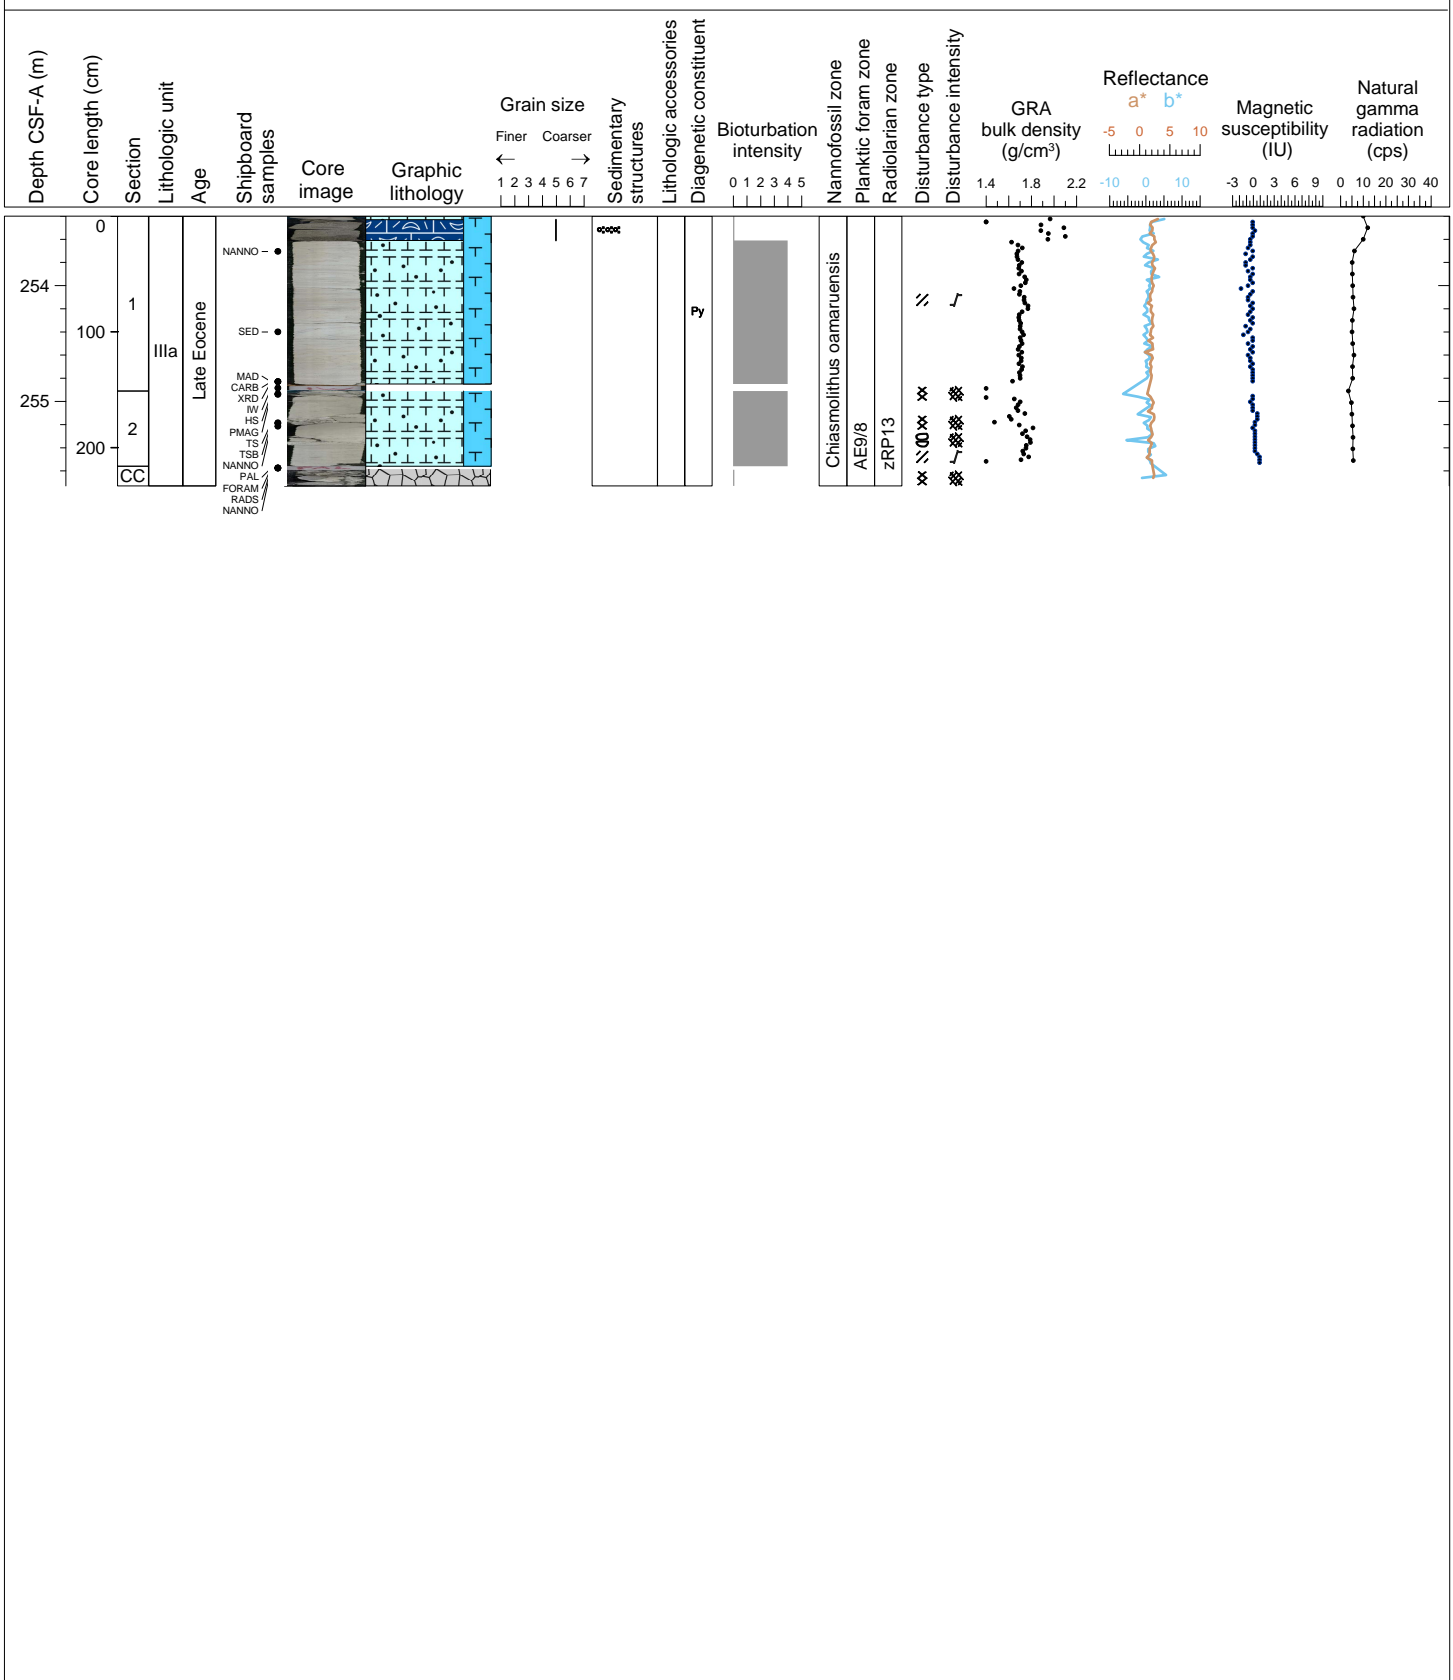 Depth CSF-A (m)
Core length (cm)
Section
Lithologic unit
Age
Shipboard
samples
Core
image
Graphic
lithology
Grain size
Finer Coarser
← →
1 2 3 4 5 6 7
Sedimentary
structures
Lithologic accessories
Diagenetic constituent
Bioturbation
intensity
0 1 2 3 4 5
Nannofossil zone
Planktic foram zone
Radiolarian zone
Disturbance type
Disturbance intensity
GRA
bulk density
(g/cm³)
1.4 1.8 2.2
Reflectance
a* b*
-5 0 5 10
-10 0 10
Magnetic
susceptibility
(IU)
-3 0 3 6 9
Natural
gamma
radiation
(cps)
0 10 20 30 40
254
255
0
100
200
1
2
CC
IIIa
Late Eocene
NANNO
SED
MAD
CARB
XRD
IW
HS
PMAG
TS
TSB
NANNO
PAL
FORAM
RADS
NANNO
Py
Chiasmolithus oamaruensis
AE9/8
zRP13